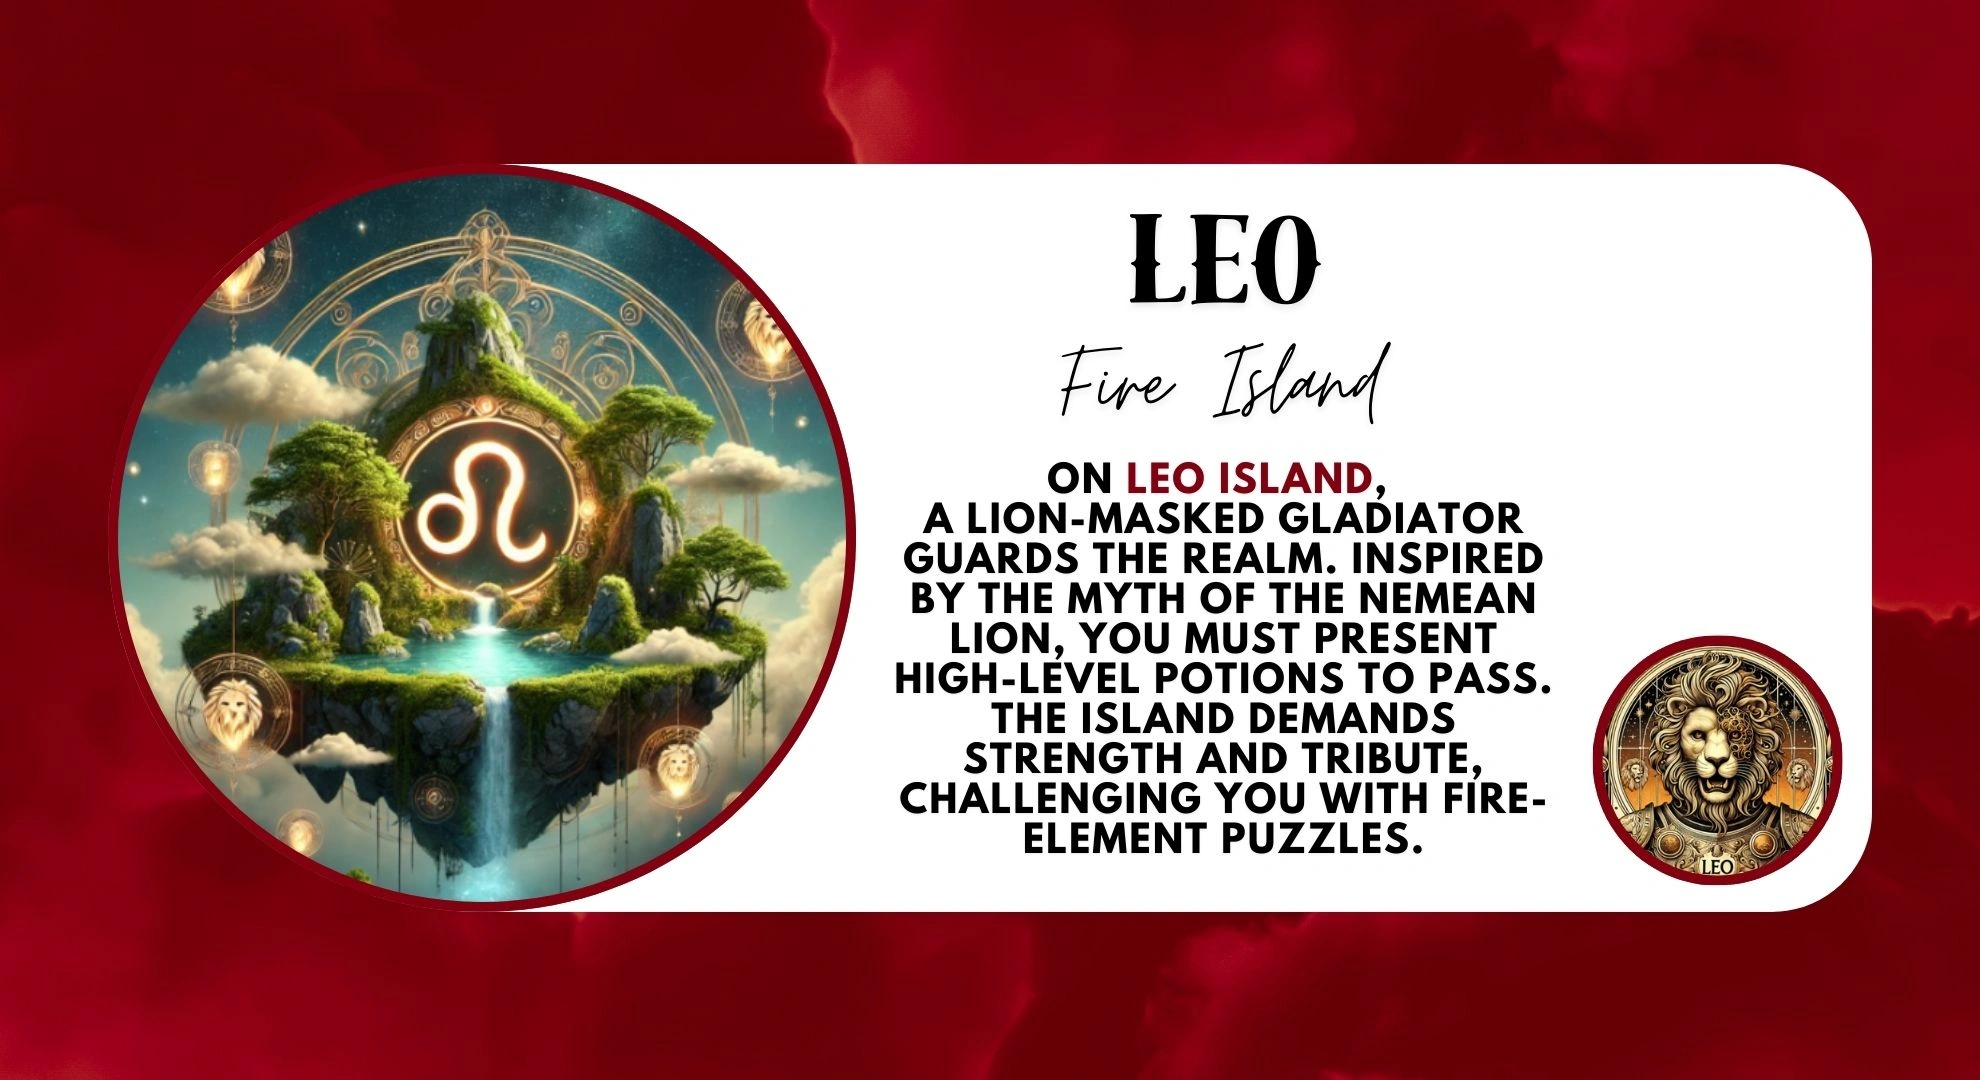 LEO
Fire Island
ON LEO ISLAND,
A LION-MASKED GLADIATOR
GUARDS THE REALM. INSPIRED
BY THE MYTH OF THE NEMEAN
LION, YOU MUST PRESENT
HIGH-LEVEL POTIONS TO PASS.
THE ISLAND DEMANDS
STRENGTH AND TRIBUTE,
CHALLENGING YOU WITH FIRE-
ELEMENT PUZZLES.
LEO